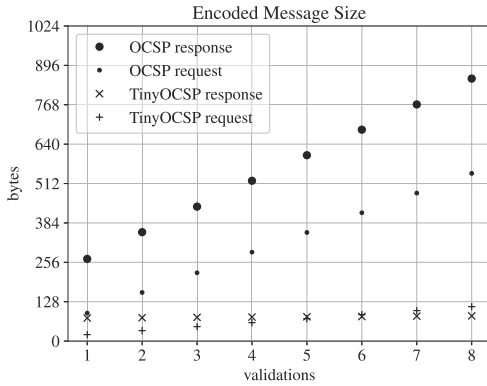 Encoded Message Size
1024
896
768
640
512
384
256
128
0
bytes
OCSP response
OCSP request
TinyOCSP response
TinyOCSP request
1 2 3 4 5 6 7 8
validations